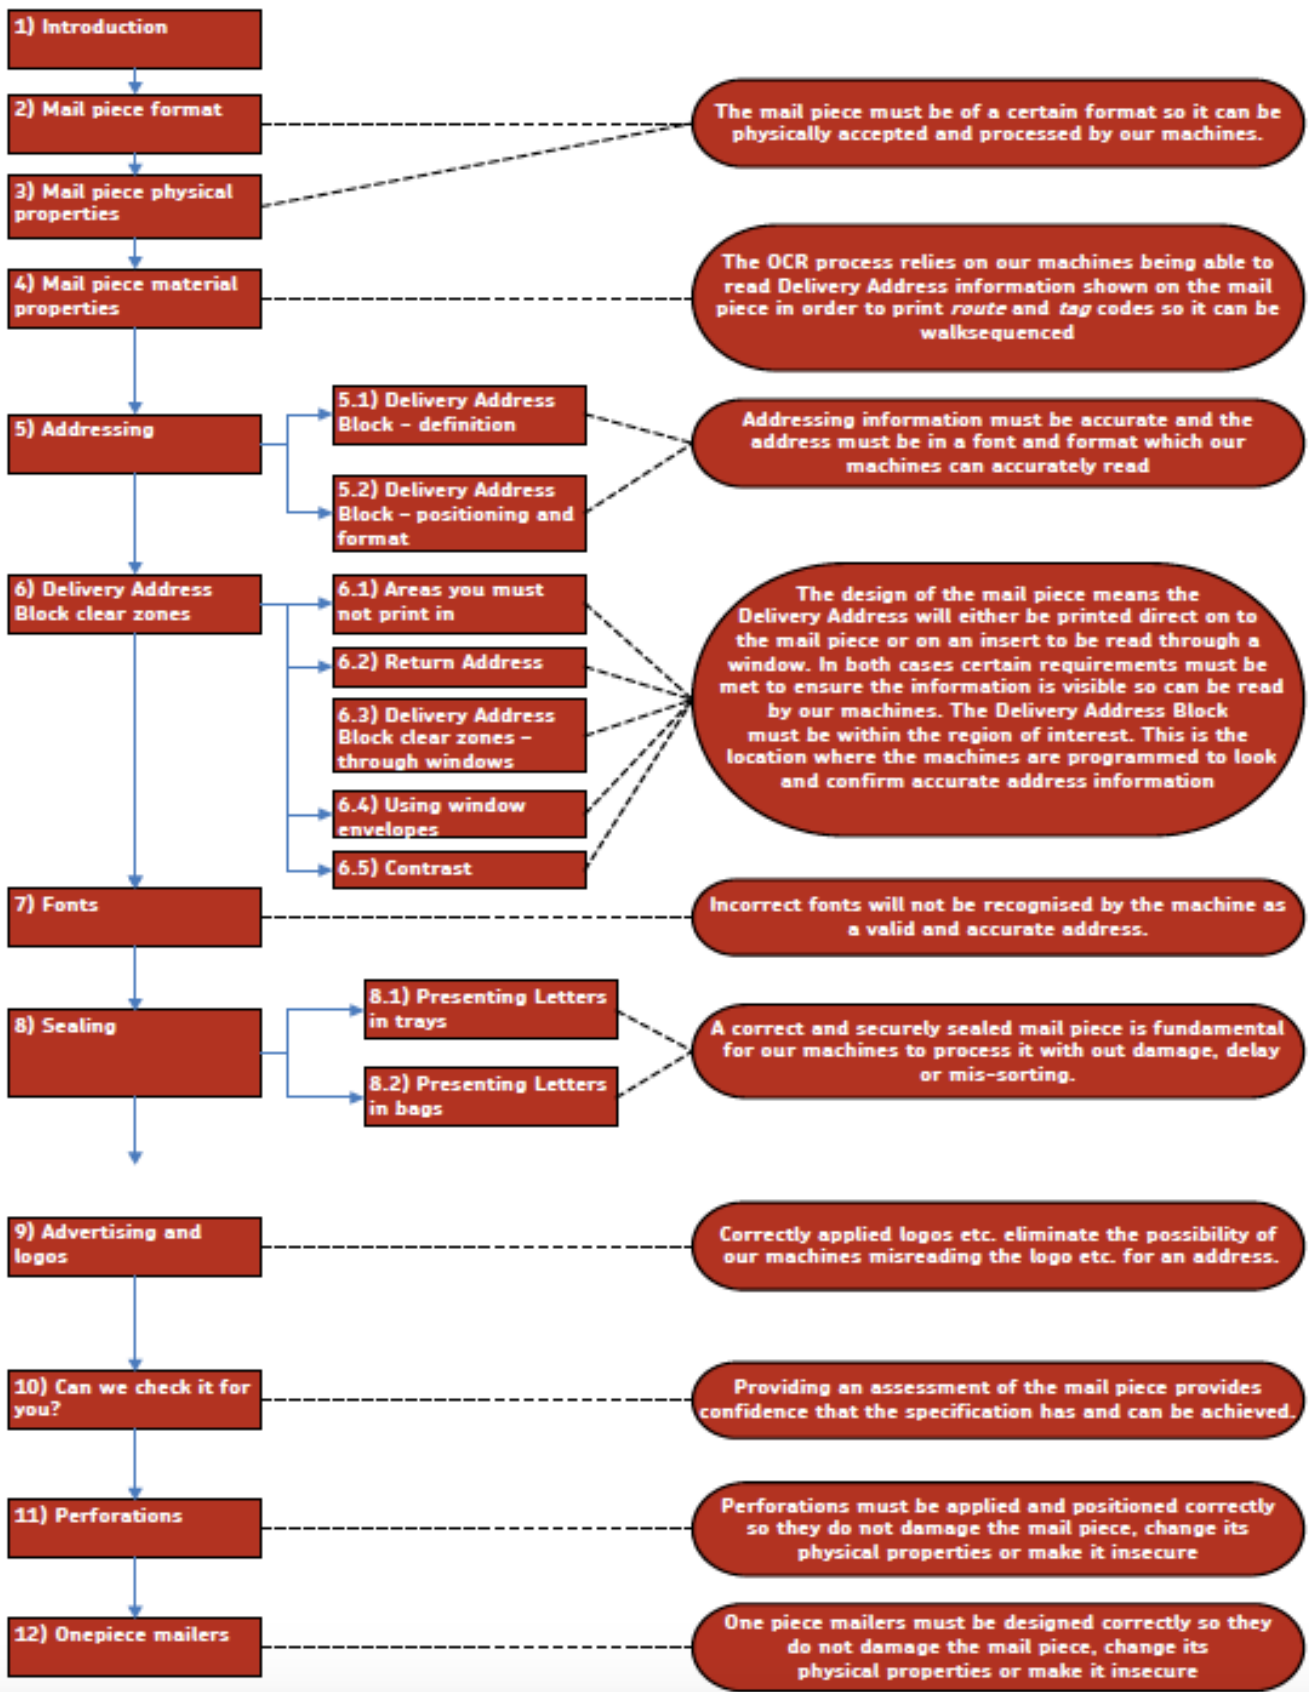 1) Introduction
2) Mail piece format
The mail piece must be of a certain format so it can be
physically accepted and processed by our machines.
3) Mail piece physical
properties
4) Mail piece material
properties
The OCR process relies on our machines being able to
read Delivery Address information shown on the mail
piece in order to print route and tag codes so it can be
walksequenced
5) Addressing
5.1) Delivery Address
Block – definition
5.2) Delivery Address
Block – positioning and
format
Addressing information must be accurate and the
address must be in a font and format which our
machines can accurately read
6) Delivery Address
Block clear zones
6.1) Areas you must
not print in
6.2) Return Address
6.3) Delivery Address
Block clear zones –
through windows
6.4) Using window
envelopes
6.5) Contrast
The design of the mail piece means the
Delivery Address will either be printed direct on to
the mail piece or on an insert to be read through a
window. In both cases certain requirements must be
met to ensure the information is visible so can be read
by our machines. The Delivery Address Block
must be within the region of interest. This is the
location where the machines are programmed to look
and confirm accurate address information
7) Fonts
Incorrect fonts will not be recognised by the machine as
a valid and accurate address.
8) Sealing
8.1) Presenting Letters
in trays
8.2) Presenting Letters
in bags
A correct and securely sealed mail piece is fundamental
for our machines to process it with out damage, delay
or mis-sorting.
9) Advertising and
logos
Correctly applied logos etc. eliminate the possibility of
our machines misreading the logo etc. for an address.
10) Can we check it for
you?
Providing an assessment of the mail piece provides
confidence that the specification has and can be achieved.
11) Perforations
Perforations must be applied and positioned correctly
so they do not damage the mail piece, change its
physical properties or make it insecure
12) Onepiece mailers
One piece mailers must be designed correctly so they
do not damage the mail piece, change its
physical properties or make it insecure